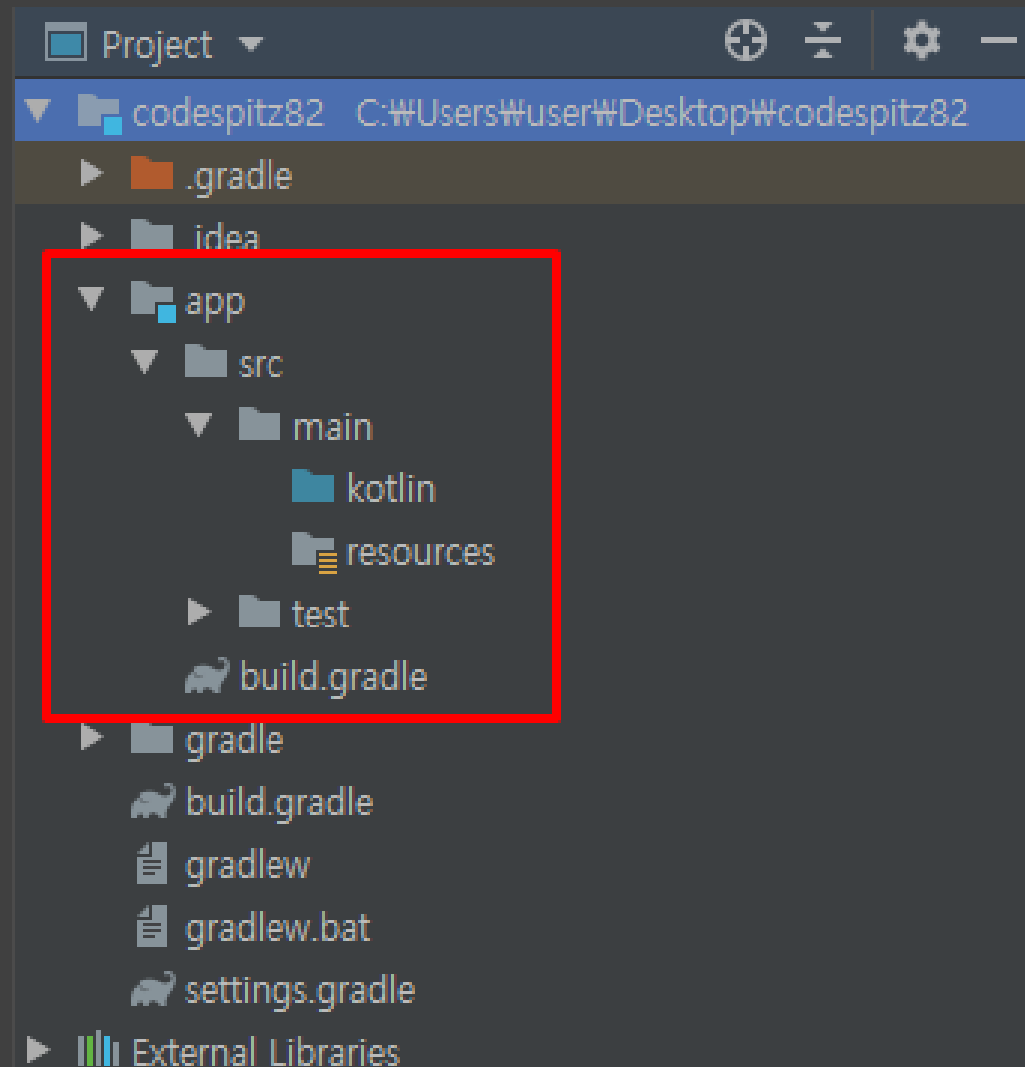 Project
codespitz82 C:₩Users₩user₩Desktop₩codespitz82
.gradle
.idea
app
src
main
kotlin
resources
test
build.gradle
gradle
build.gradle
gradlew
gradlew.bat
settings.gradle
External Libraries